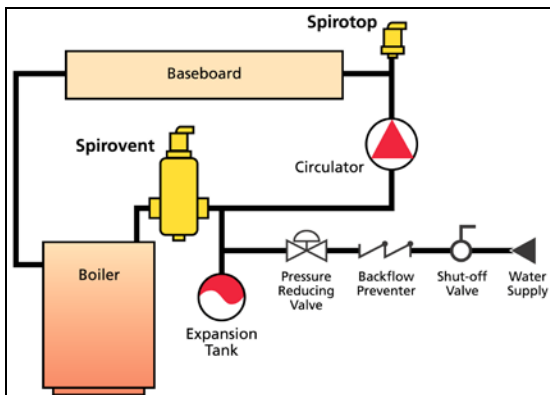 Spirotop
Baseboard
Spirovent
Circulator
Boiler
Expansion
Tank
Pressure
Reducing
Valve
Backflow
Preventer
Shut-off
Valve
Water
Supply